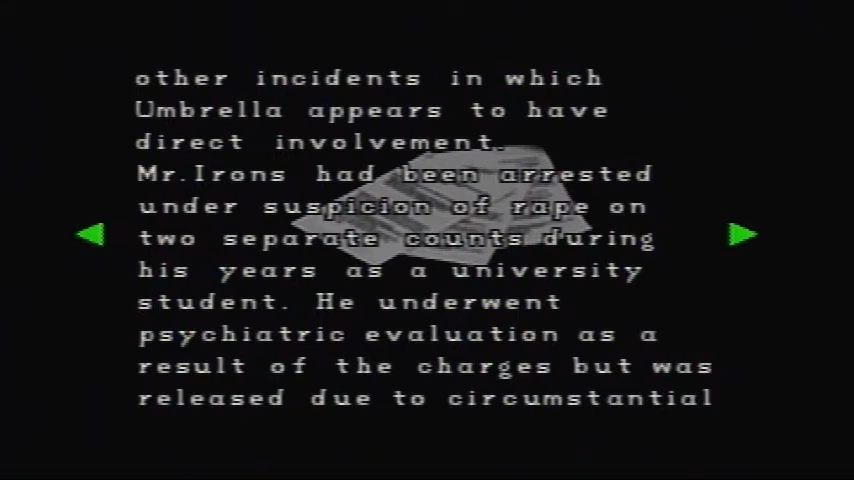 other incidents in which
Umbrella appears to have
direct involvement.
Mr.Irons had been arrested
under suspicion of rape on
two separate counts during
his years as a university
student. He underwent
psychiatric evaluation as a
result of the charges but was
released due to circumstantial